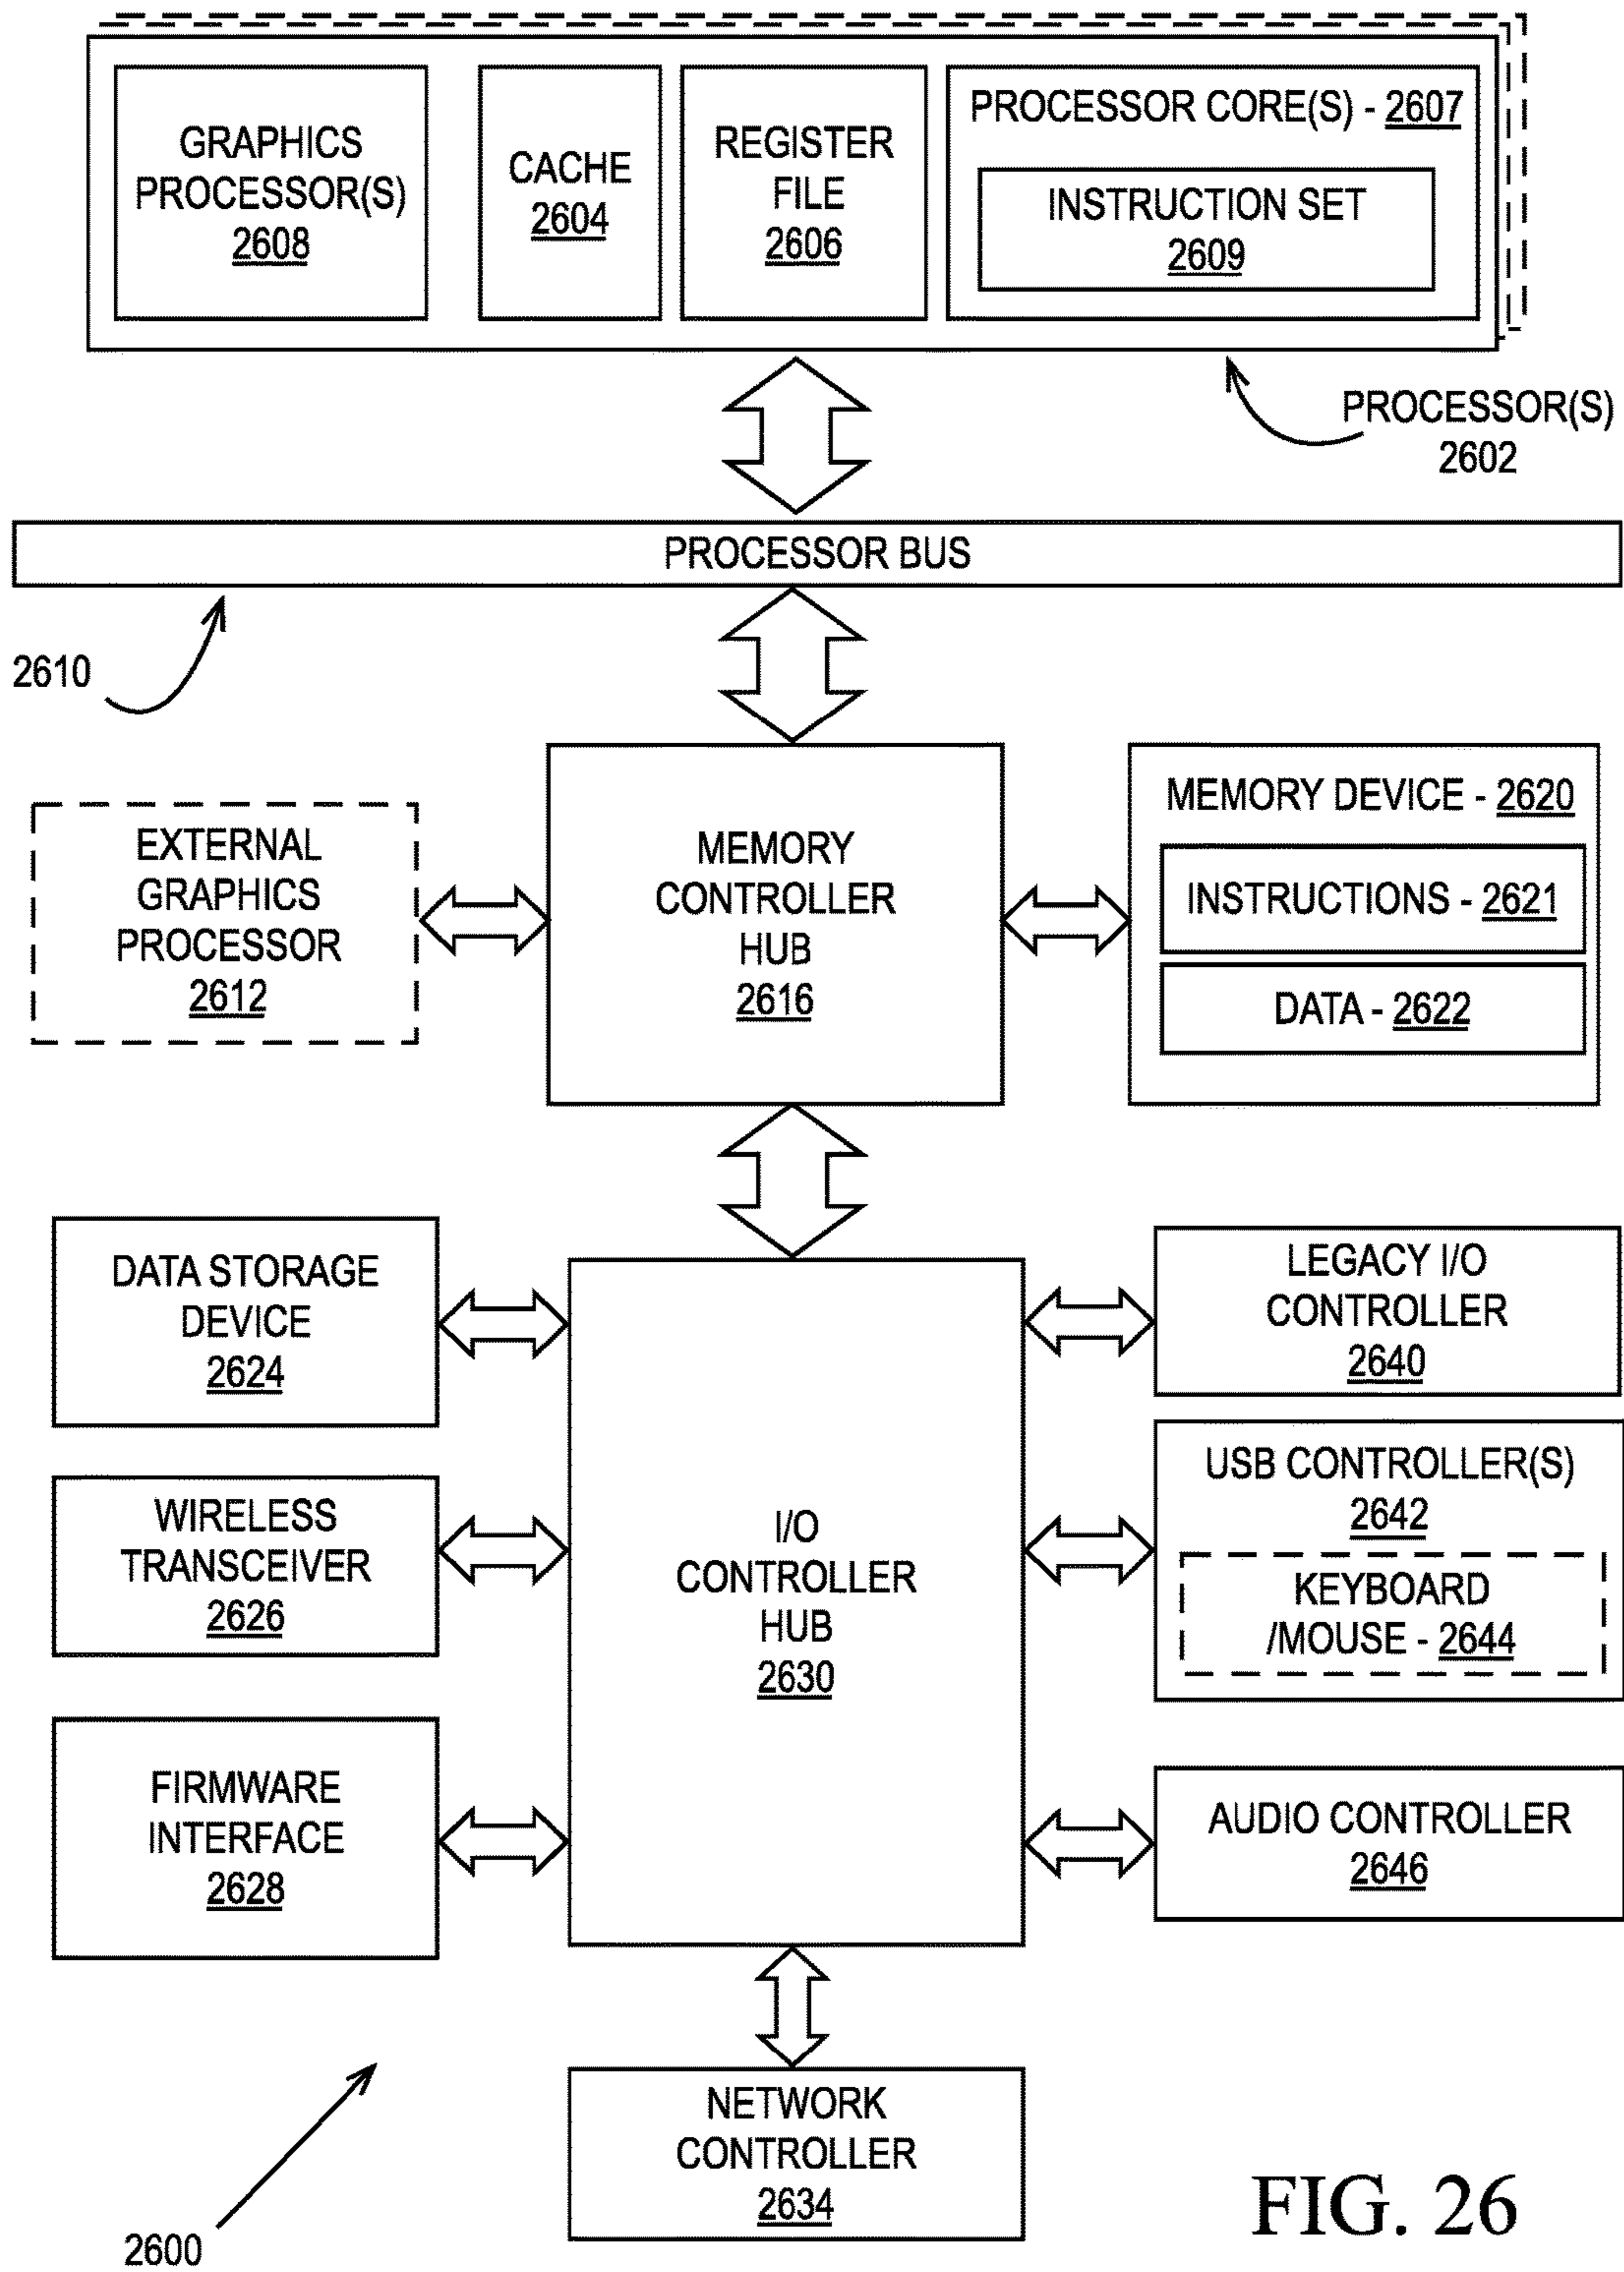 GRAPHICS
PROCESSOR(S)
2608
CACHE
2604
REGISTER
FILE
2606
PROCESSOR CORE(S) - 2607
INSTRUCTION SET
2609
PROCESSOR(S)
2602
PROCESSOR BUS
2610
EXTERNAL
GRAPHICS
PROCESSOR
2612
MEMORY
CONTROLLER
HUB
2616
MEMORY DEVICE - 2620
INSTRUCTIONS - 2621
DATA - 2622
DATA STORAGE
DEVICE
2624
WIRELESS
TRANSCEIVER
2626
FIRMWARE
INTERFACE
2628
I/O
CONTROLLER
HUB
2630
LEGACY I/O
CONTROLLER
2640
USB CONTROLLER(S)
2642
KEYBOARD
/MOUSE - 2644
AUDIO CONTROLLER
2646
NETWORK
CONTROLLER
2634
2600
FIG. 26